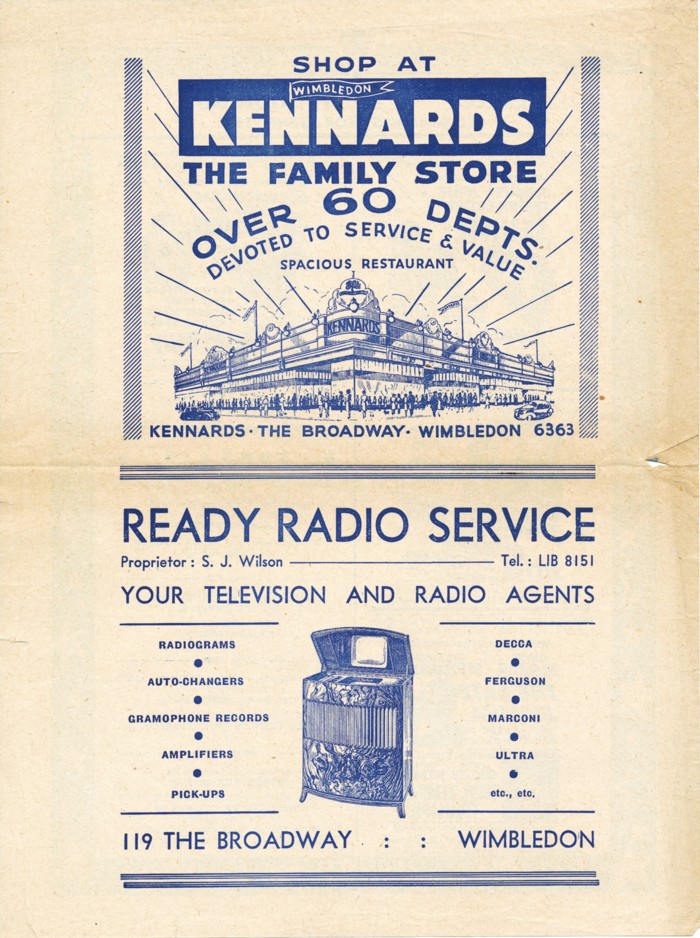 SHOP AT
WIMBLEDON
KENNARDS
THE FAMILY STORE
OVER 60 DEPTS.
DEVOTED TO SERVICE & VALUE
SPACIOUS RESTAURANT
KENNARDS
KENNARDS · THE BROADWAY · WIMBLEDON 6363
READY RADIO SERVICE
Proprietor : S. J. Wilson Tel. : LIB 8151
YOUR TELEVISION AND RADIO AGENTS
RADIOGRAMS
AUTO-CHANGERS
GRAMOPHONE RECORDS
AMPLIFIERS
PICK-UPS
DECCA
FERGUSON
MARCONI
ULTRA
etc., etc.
119 THE BROADWAY : : WIMBLEDON